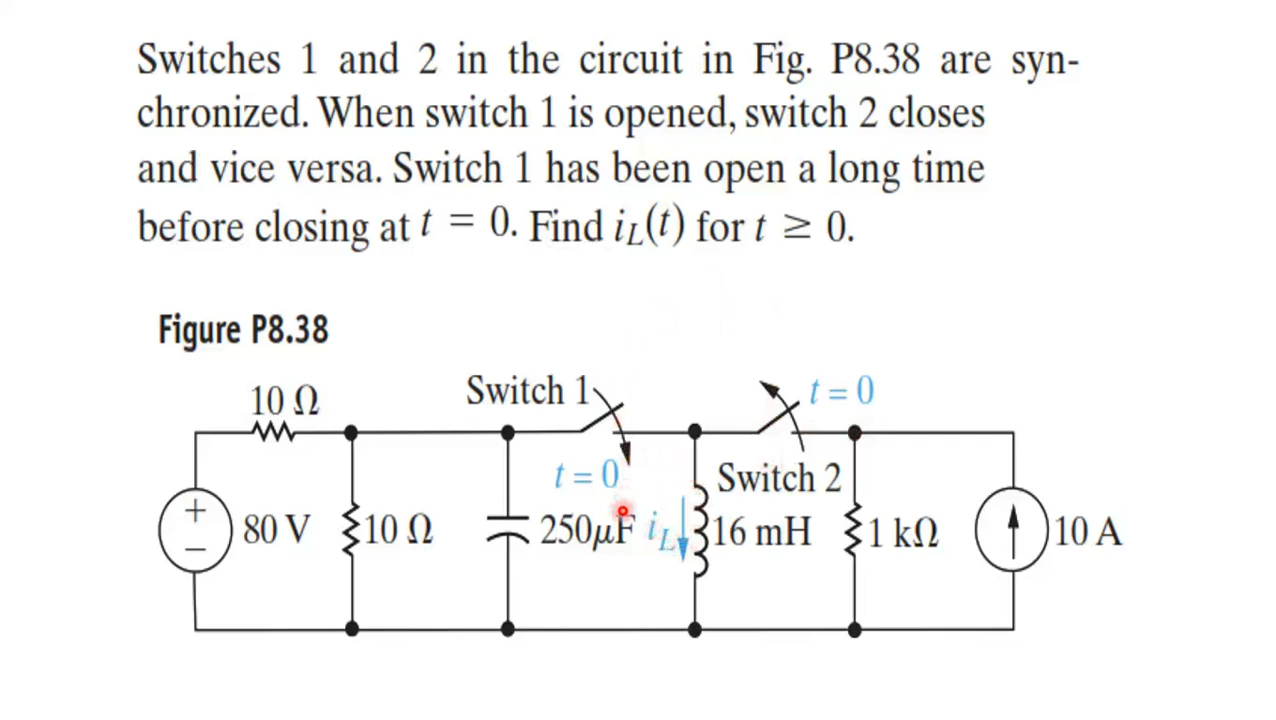 Switches 1 and 2 in the circuit in Fig. P8.38 are syn-
chronized. When switch 1 is opened, switch 2 closes
and vice versa. Switch 1 has been open a long time
before closing at t = 0. Find iL(t) for t ≥ 0.
Figure P8.38
10 Ω
Switch 1
t = 0
t = 0
Switch 2
+
−
80 V
10 Ω
250μF
iL
16 mH
1 kΩ
10 A